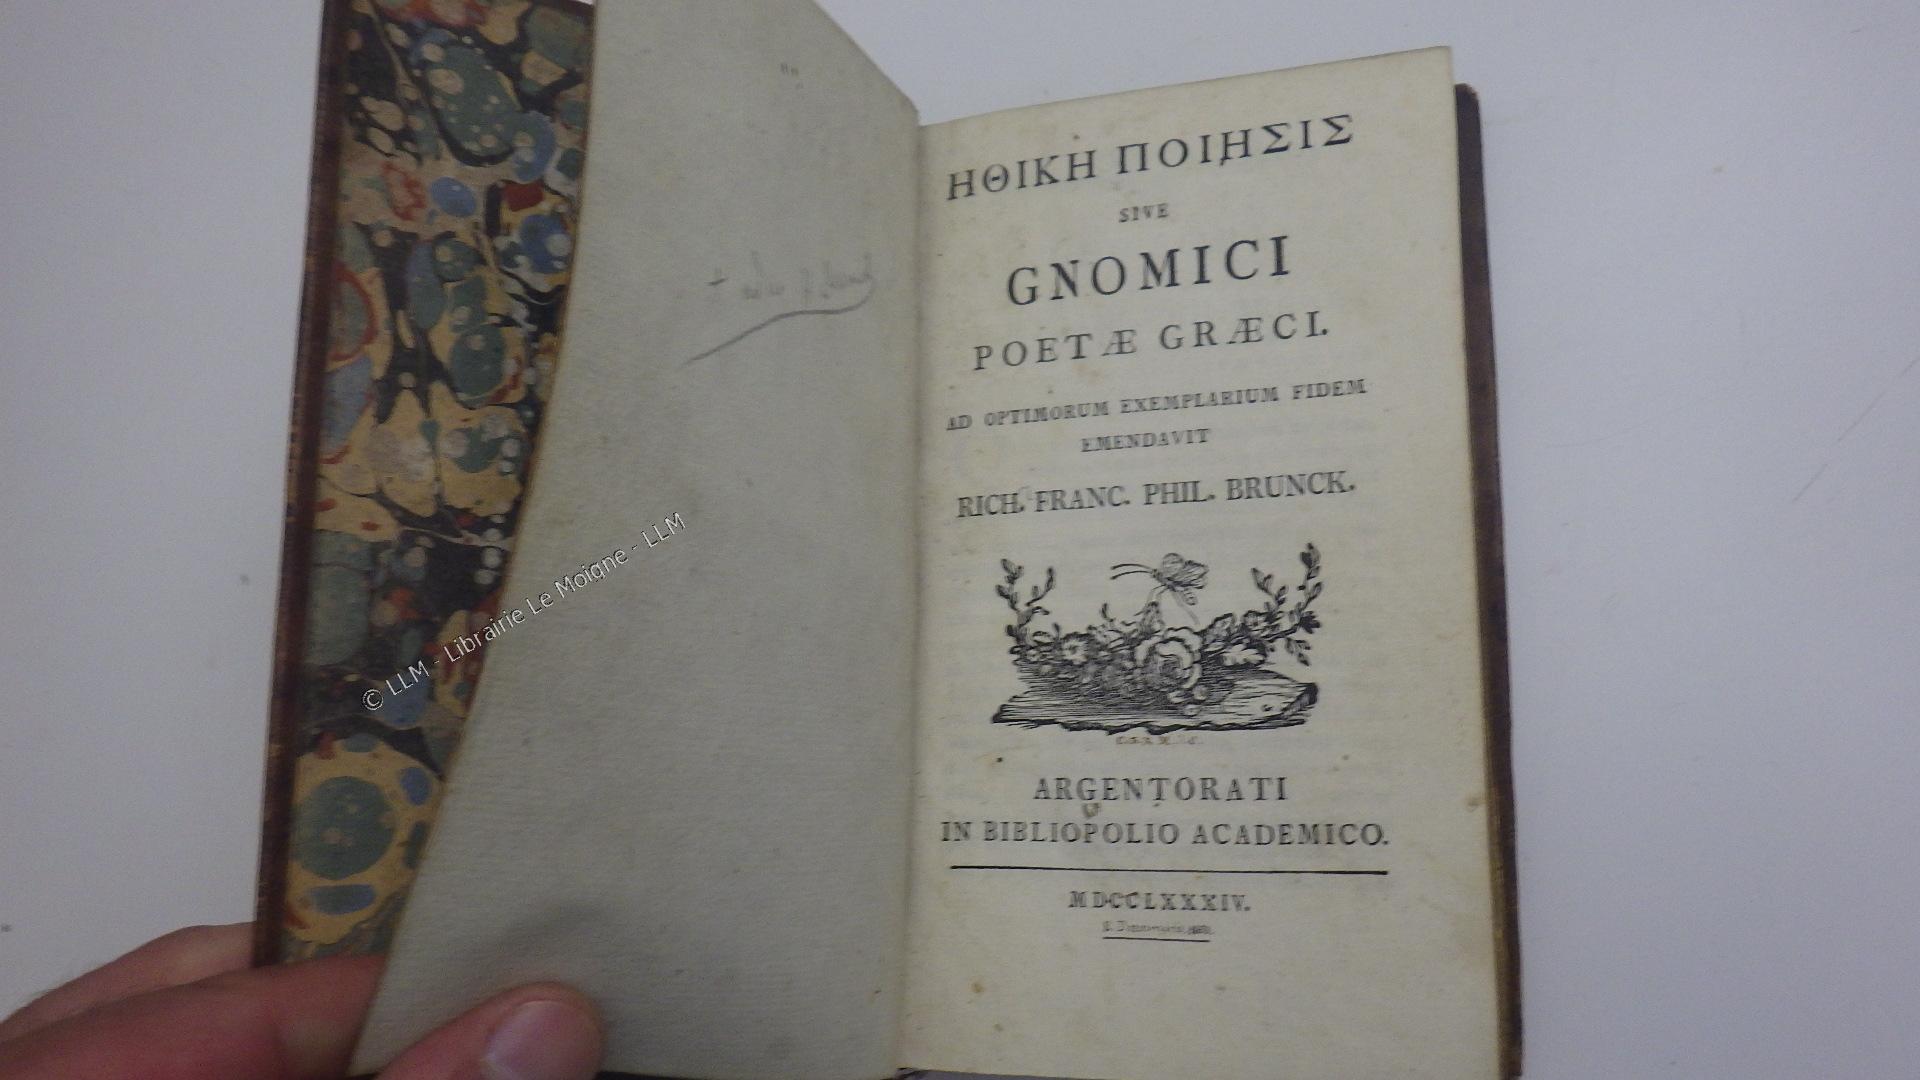 ΗΘΙΚΗ ΠΟΙΗΣΙΣ
SIVE
GNOMICI
POETÆ GRÆCI.
AD OPTIMORUM EXEMPLARIUM FIDEM
EMENDAVIT
RICH. FRANC. PHIL. BRUNCK.
ARGENTORATI
IN BIBLIOPOLIO ACADEMICO.
MDCCLXXXIV.
© LLM - Librairie Le Moigne - LLM